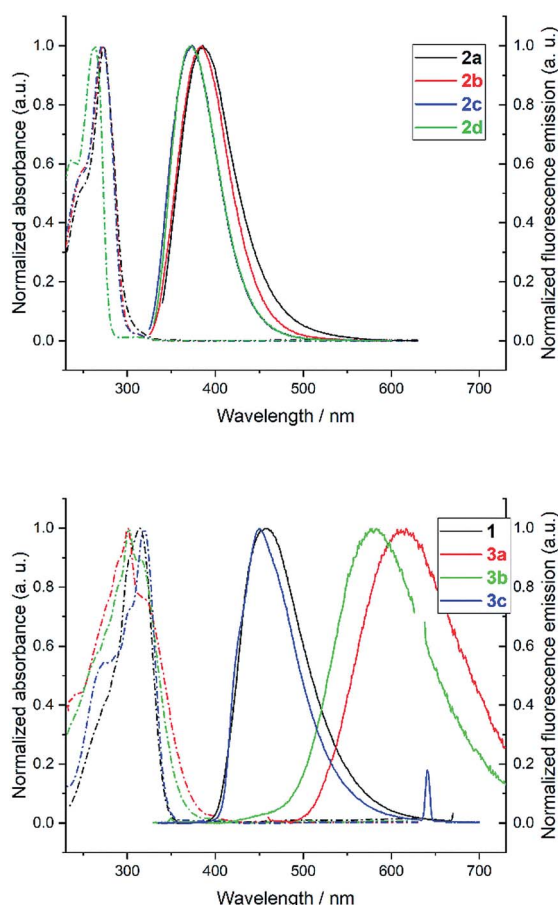 1.0
0.8
0.6
0.4
0.2
0.0
Normalized absorbance (a.u.)
2a
2b
2c
2d
1.0
0.8
0.6
0.4
0.2
0.0
Normalized fluorescence emission (a. u.)
300 400 500 600 700
Wavelength / nm
1.0
0.8
0.6
0.4
0.2
0.0
Normalized absorbance (a. u.)
1
3a
3b
3c
1.0
0.8
0.6
0.4
0.2
0.0
Normalized fluorescence emission (a.u.)
300 400 500 600 700
Wavelength / nm